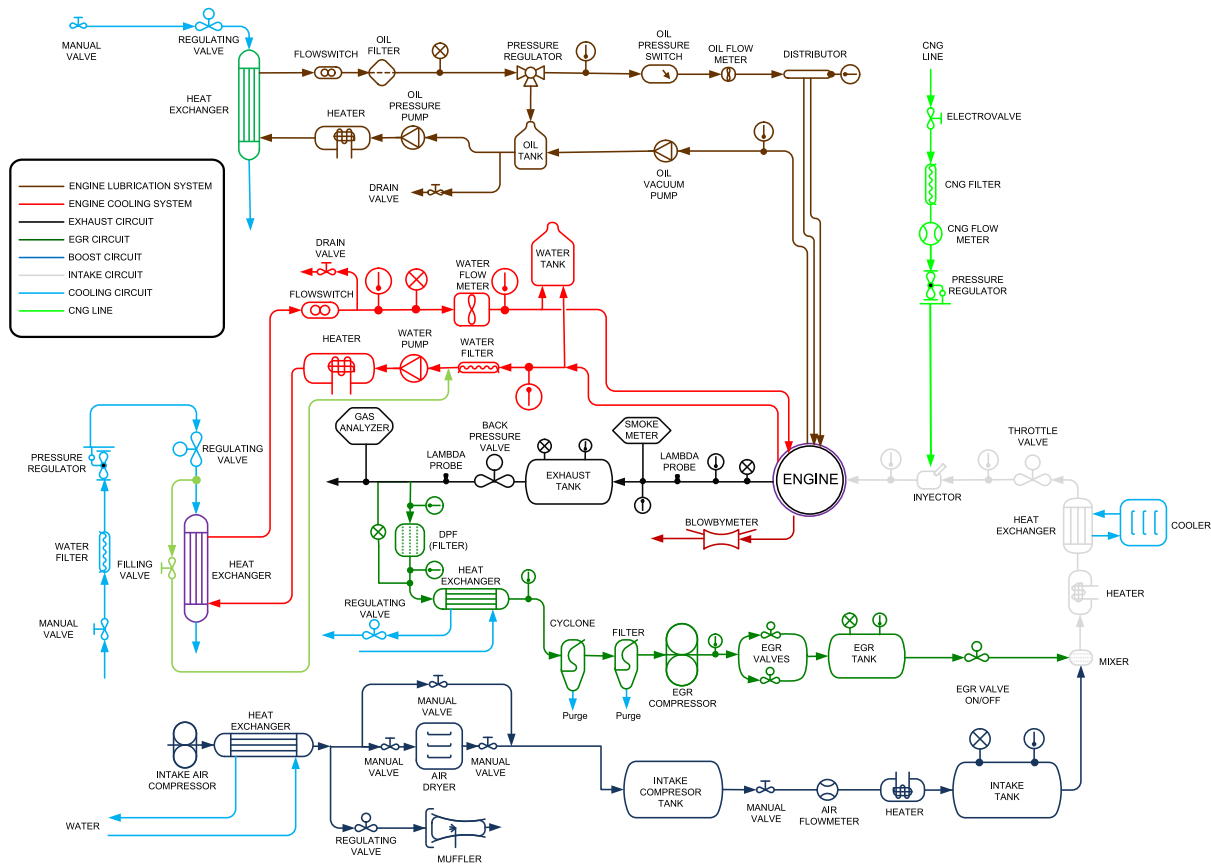 MANUAL
VALVE
REGULATING
VALVE
HEAT
EXCHANGER
FLOWSWITCH
OIL
FILTER
PRESSURE
REGULATOR
OIL
PRESSURE
SWITCH
OIL FLOW
METER
DISTRIBUTOR
CNG
LINE
HEATER
OIL
PRESSURE
PUMP
OIL
TANK
OIL
VACUUM
PUMP
DRAIN
VALVE
ELECTROVALVE
CNG FILTER
CNG FLOW
METER
PRESSURE
REGULATOR
ENGINE LUBRICATION SYSTEM
ENGINE COOLING SYSTEM
EXHAUST CIRCUIT
EGR CIRCUIT
BOOST CIRCUIT
INTAKE CIRCUIT
COOLING CIRCUIT
CNG LINE
DRAIN
VALVE
FLOWSWITCH
WATER
FLOW
METER
WATER
TANK
HEATER
WATER
PUMP
WATER
FILTER
PRESSURE
REGULATOR
REGULATING
VALVE
GAS
ANALYZER
LAMBDA
PROBE
BACK
PRESSURE
VALVE
EXHAUST
TANK
SMOKE
METER
LAMBDA
PROBE
ENGINE
BLOWBYMETER
INYECTOR
THROTTLE
VALVE
HEAT
EXCHANGER
COOLER
HEATER
MIXER
WATER
FILTER
FILLING
VALVE
HEAT
EXCHANGER
MANUAL
VALVE
DPF
(FILTER)
HEAT
EXCHANGER
REGULATING
VALVE
CYCLONE
FILTER
Purge
Purge
EGR
COMPRESSOR
EGR
VALVES
EGR
TANK
EGR VALVE
ON/OFF
INTAKE AIR
COMPRESSOR
HEAT
EXCHANGER
MANUAL
VALVE
MANUAL
VALVE
AIR
DRYER
MANUAL
VALVE
WATER
REGULATING
VALVE
MUFFLER
INTAKE
COMPRESOR
TANK
MANUAL
VALVE
AIR
FLOWMETER
HEATER
INTAKE
TANK